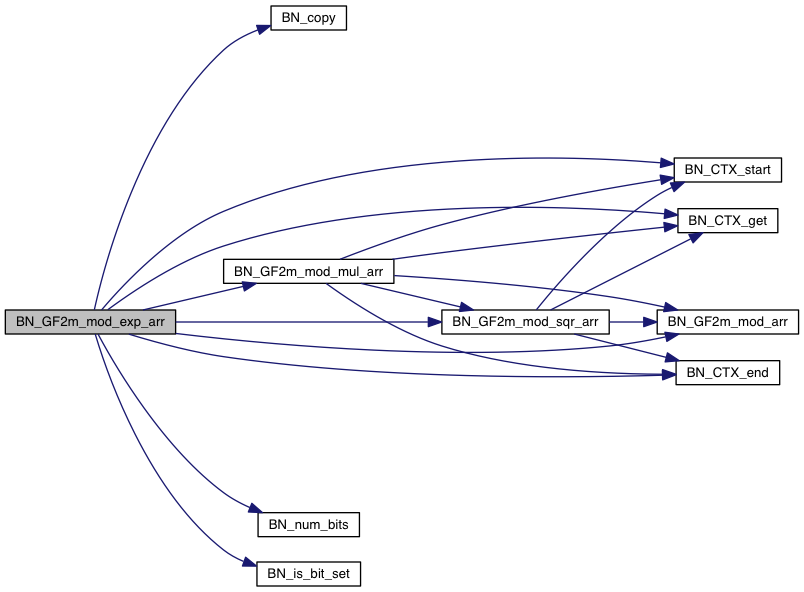 BN_copy
BN_CTX_start
BN_CTX_get
BN_GF2m_mod_mul_arr
BN_GF2m_mod_exp_arr
BN_GF2m_mod_sqr_arr
BN_GF2m_mod_arr
BN_CTX_end
BN_num_bits
BN_is_bit_set